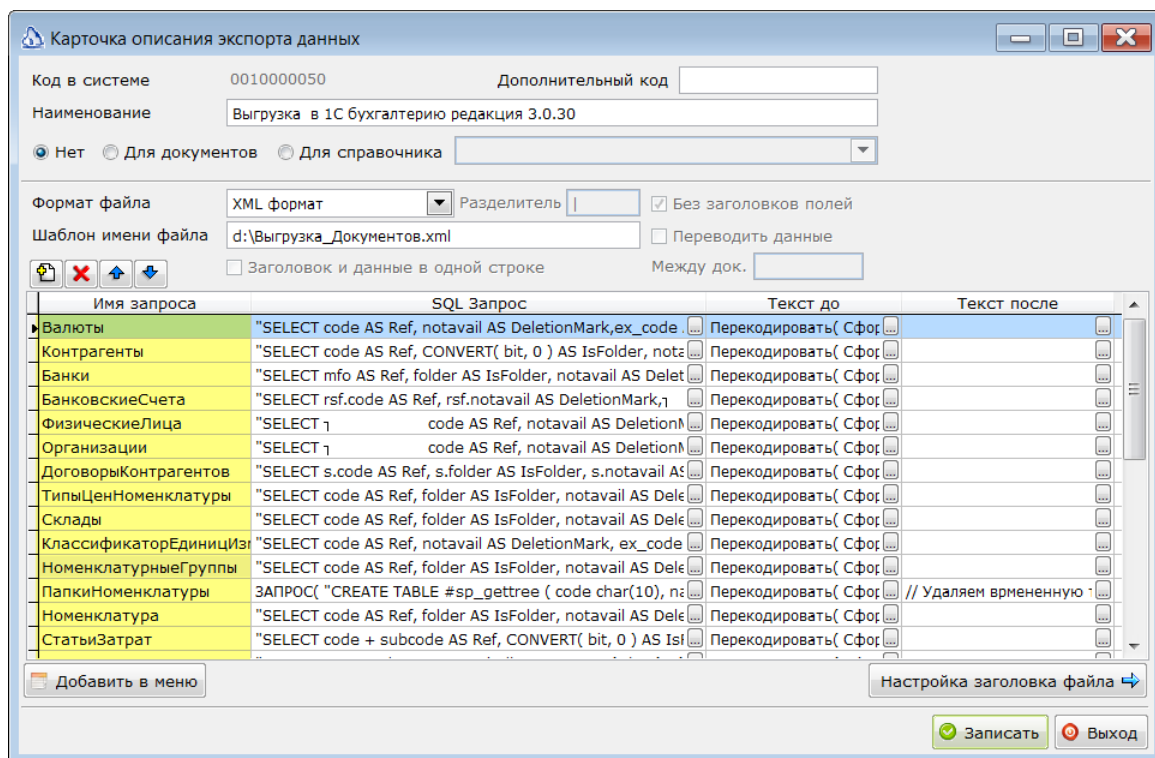 Карточка описания экспорта данных
Код в системе 0010000050 Дополнительный код
Наименование Выгрузка в 1С бухгалтерию редакция 3.0.30
Нет Для документов Для справочника
Формат файла XML формат Разделитель | Без заголовков полей
Шаблон имени файла d:\Выгрузка_Документов.xml Переводить данные
Заголовок и данные в одной строке Между док.
Имя запроса SQL Запрос Текст до Текст после
Валюты "SELECT code AS Ref, notavail AS DeletionMark,ex_code ... Перекодировать( Сфор ... ...
Контрагенты "SELECT code AS Ref, CONVERT( bit, 0 ) AS IsFolder, nota ... Перекодировать( Сфор ... ...
Банки "SELECT mfo AS Ref, folder AS IsFolder, notavail AS Delet ... Перекодировать( Сфор ... ...
БанковскиеСчета "SELECT rsf.code AS Ref, rsf.notavail AS DeletionMark, ... Перекодировать( Сфор ... ...
ФизическиеЛица "SELECT code AS Ref, notavail AS DeletionM ... Перекодировать( Сфор ... ...
Организации "SELECT code AS Ref, notavail AS DeletionM ... Перекодировать( Сфор ... ...
ДоговорыКонтрагентов "SELECT s.code AS Ref, s.folder AS IsFolder, s.notavail AS ... Перекодировать( Сфор ... ...
ТипыЦенНоменклатуры "SELECT code AS Ref, folder AS IsFolder, notavail AS Dele ... Перекодировать( Сфор ... ...
Склады "SELECT code AS Ref, folder AS IsFolder, notavail AS Dele ... Перекодировать( Сфор ... ...
КлассификаторЕдиницИз "SELECT code AS Ref, notavail AS DeletionMark, ex_code ... Перекодировать( Сфор ... ...
НоменклатурныеГруппы "SELECT code AS Ref, folder AS IsFolder, notavail AS Dele ... Перекодировать( Сфор ... ...
ПапкиНоменклатуры ЗАПРОС( "CREATE TABLE #sp_gettree ( code char(10), na ... Перекодировать( Сфор ... // Удаляем врмененную т ...
Номенклатура "SELECT code AS Ref, folder AS IsFolder, notavail AS Dele ... Перекодировать( Сфор ... ...
СтатьиЗатрат "SELECT code + subcode AS Ref, CONVERT( bit, 0 ) AS IsF ... Перекодировать( Сфор ... ...
Добавить в меню Настройка заголовка файла
Записать Выход